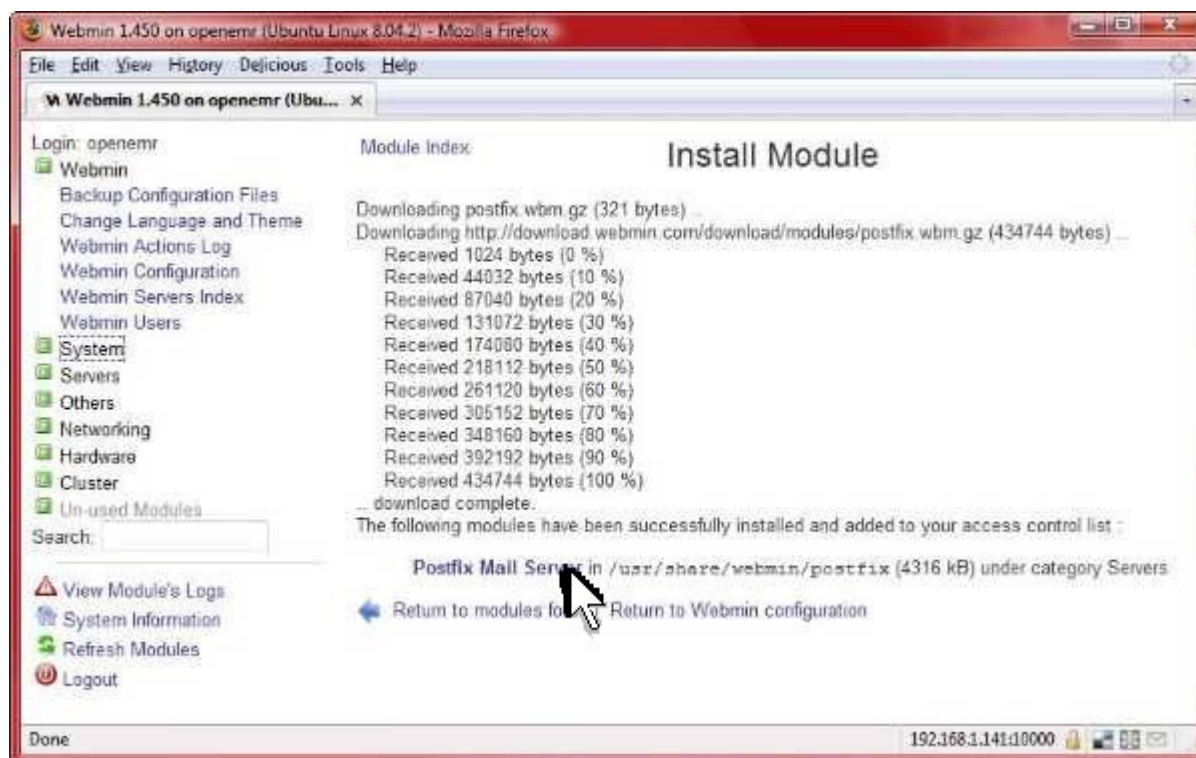 Webmin 1.450 on openemr (Ubuntu Linux 8.04.2) - Mozilla Firefox
File Edit View History Delicious Tools Help
Webmin 1.450 on openemr (Ubu...
Login: openemr
Webmin
Backup Configuration Files
Change Language and Theme
Webmin Actions Log
Webmin Configuration
Webmin Servers Index
Webmin Users
System
Servers
Others
Networking
Hardware
Cluster
Un-used Modules
Search:
View Module's Logs
System Information
Refresh Modules
Logout
Module Index
Install Module
Downloading postfix.wbm.gz (321 bytes) ..
Downloading http://download.webmin.com/download/modules/postfix.wbm.gz (434744 bytes) ...
Received 1024 bytes (0 %)
Received 44032 bytes (10 %)
Received 87040 bytes (20 %)
Received 131072 bytes (30 %)
Received 174080 bytes (40 %)
Received 218112 bytes (50 %)
Received 261120 bytes (60 %)
Received 305152 bytes (70 %)
Received 348160 bytes (80 %)
Received 392192 bytes (90 %)
Received 434744 bytes (100 %)
... download complete.
The following modules have been successfully installed and added to your access control list :
Postfix Mail Server in /usr/share/webmin/postfix (4316 kB) under category Servers
Return to modules Return to Webmin configuration
Done
192.168.1.141:10000